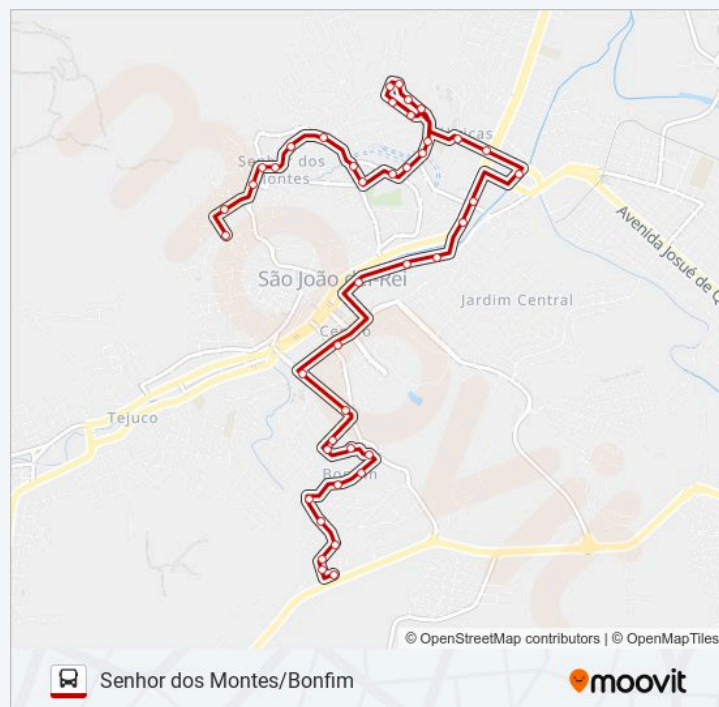 Senhor dos
Montes
São João del-Rei
Jardim Central
Centro
Avenida Josué de Q
Tejuco
Bonfim
moovit
© OpenStreetMap contributors | © OpenMapTiles
Senhor dos Montes/Bonfim
moovit